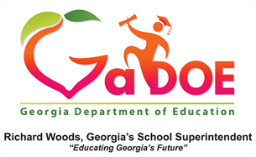 GaDOE
Georgia Department of Education
Richard Woods, Georgia's School Superintendent
"Educating Georgia's Future"